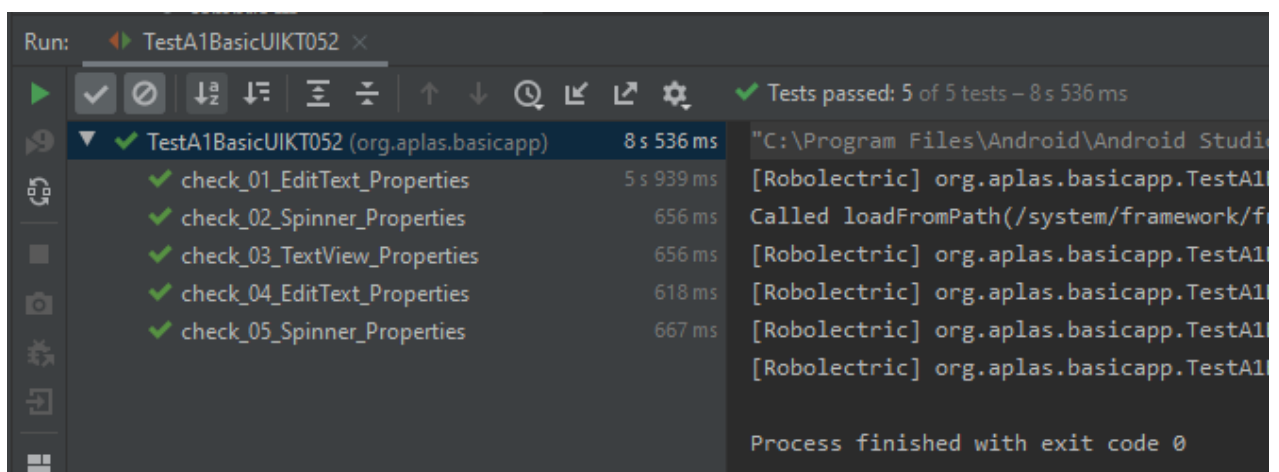 Run: TestA1BasicUIKT052
Tests passed: 5 of 5 tests – 8 s 536 ms
TestA1BasicUIKT052 (org.aplas.basicapp) 8 s 536 ms
check_01_EditText_Properties 5 s 939 ms
check_02_Spinner_Properties 656 ms
check_03_TextView_Properties 656 ms
check_04_EditText_Properties 618 ms
check_05_Spinner_Properties 667 ms
"C:\Program Files\Android\Android Studio
[Robolectric] org.aplas.basicapp.TestA1
Called loadFromPath(/system/framework/f
[Robolectric] org.aplas.basicapp.TestA1
[Robolectric] org.aplas.basicapp.TestA1
[Robolectric] org.aplas.basicapp.TestA1
[Robolectric] org.aplas.basicapp.TestA1
Process finished with exit code 0